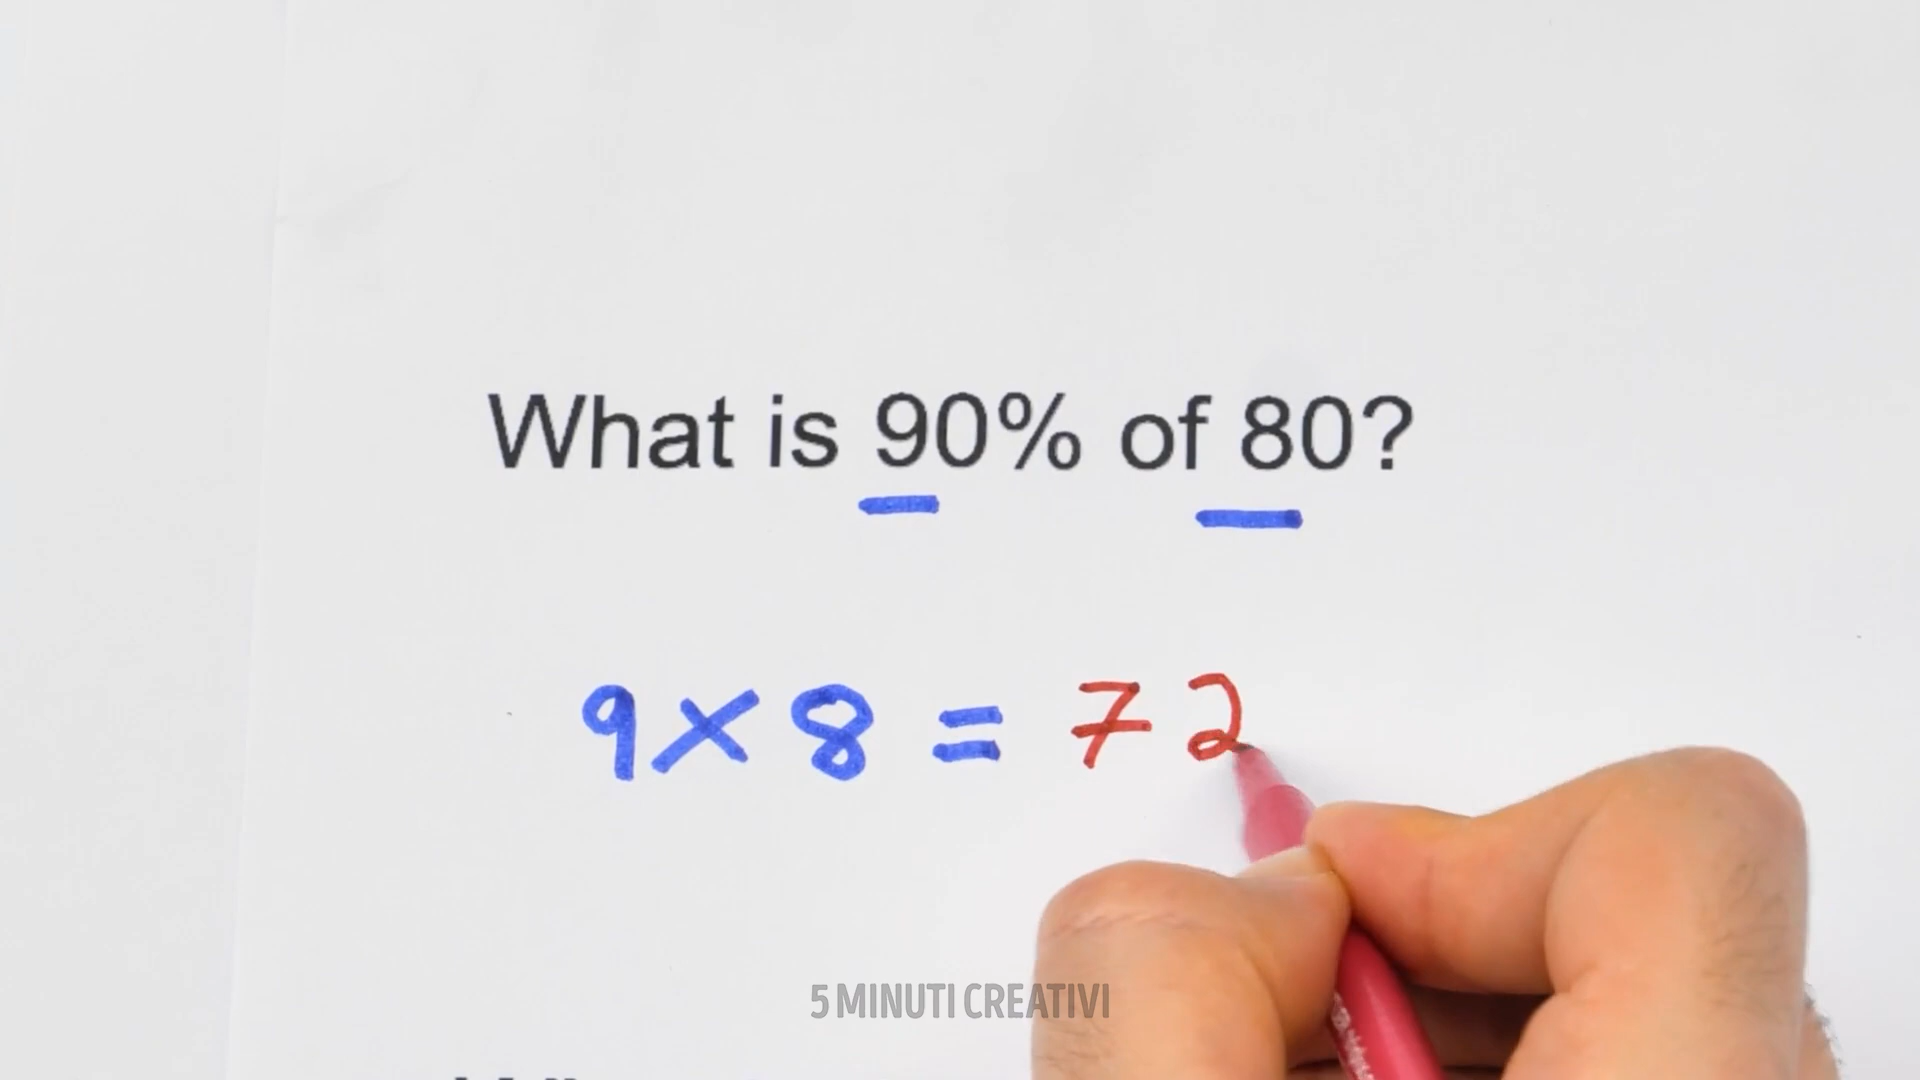 What is 90% of 80?
9 × 8 = 72
5 MINUTI CREATIVI